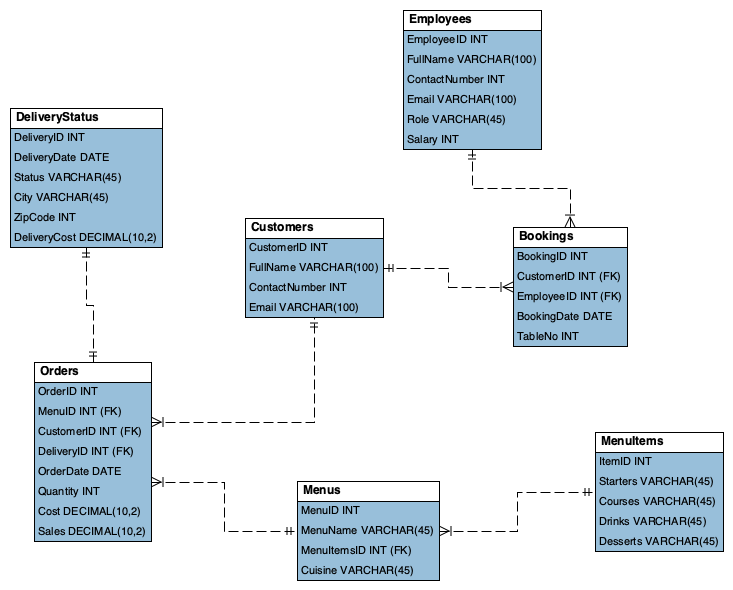 Employees
EmployeeID INT
FullName VARCHAR(100)
ContactNumber INT
Email VARCHAR(100)
Role VARCHAR(45)
Salary INT
DeliveryStatus
DeliveryID INT
DeliveryDate DATE
Status VARCHAR(45)
City VARCHAR(45)
ZipCode INT
DeliveryCost DECIMAL(10,2)
Customers
CustomerID INT
FullName VARCHAR(100)
ContactNumber INT
Email VARCHAR(100)
Bookings
BookingID INT
CustomerID INT (FK)
EmployeeID INT (FK)
BookingDate DATE
TableNo INT
Orders
OrderID INT
MenuID INT (FK)
CustomerID INT (FK)
DeliveryID INT (FK)
OrderDate DATE
Quantity INT
Cost DECIMAL(10,2)
Sales DECIMAL(10,2)
Menus
MenuID INT
MenuName VARCHAR(45)
MenuItemsID INT (FK)
Cuisine VARCHAR(45)
MenuItems
ItemID INT
Starters VARCHAR(45)
Courses VARCHAR(45)
Drinks VARCHAR(45)
Desserts VARCHAR(45)